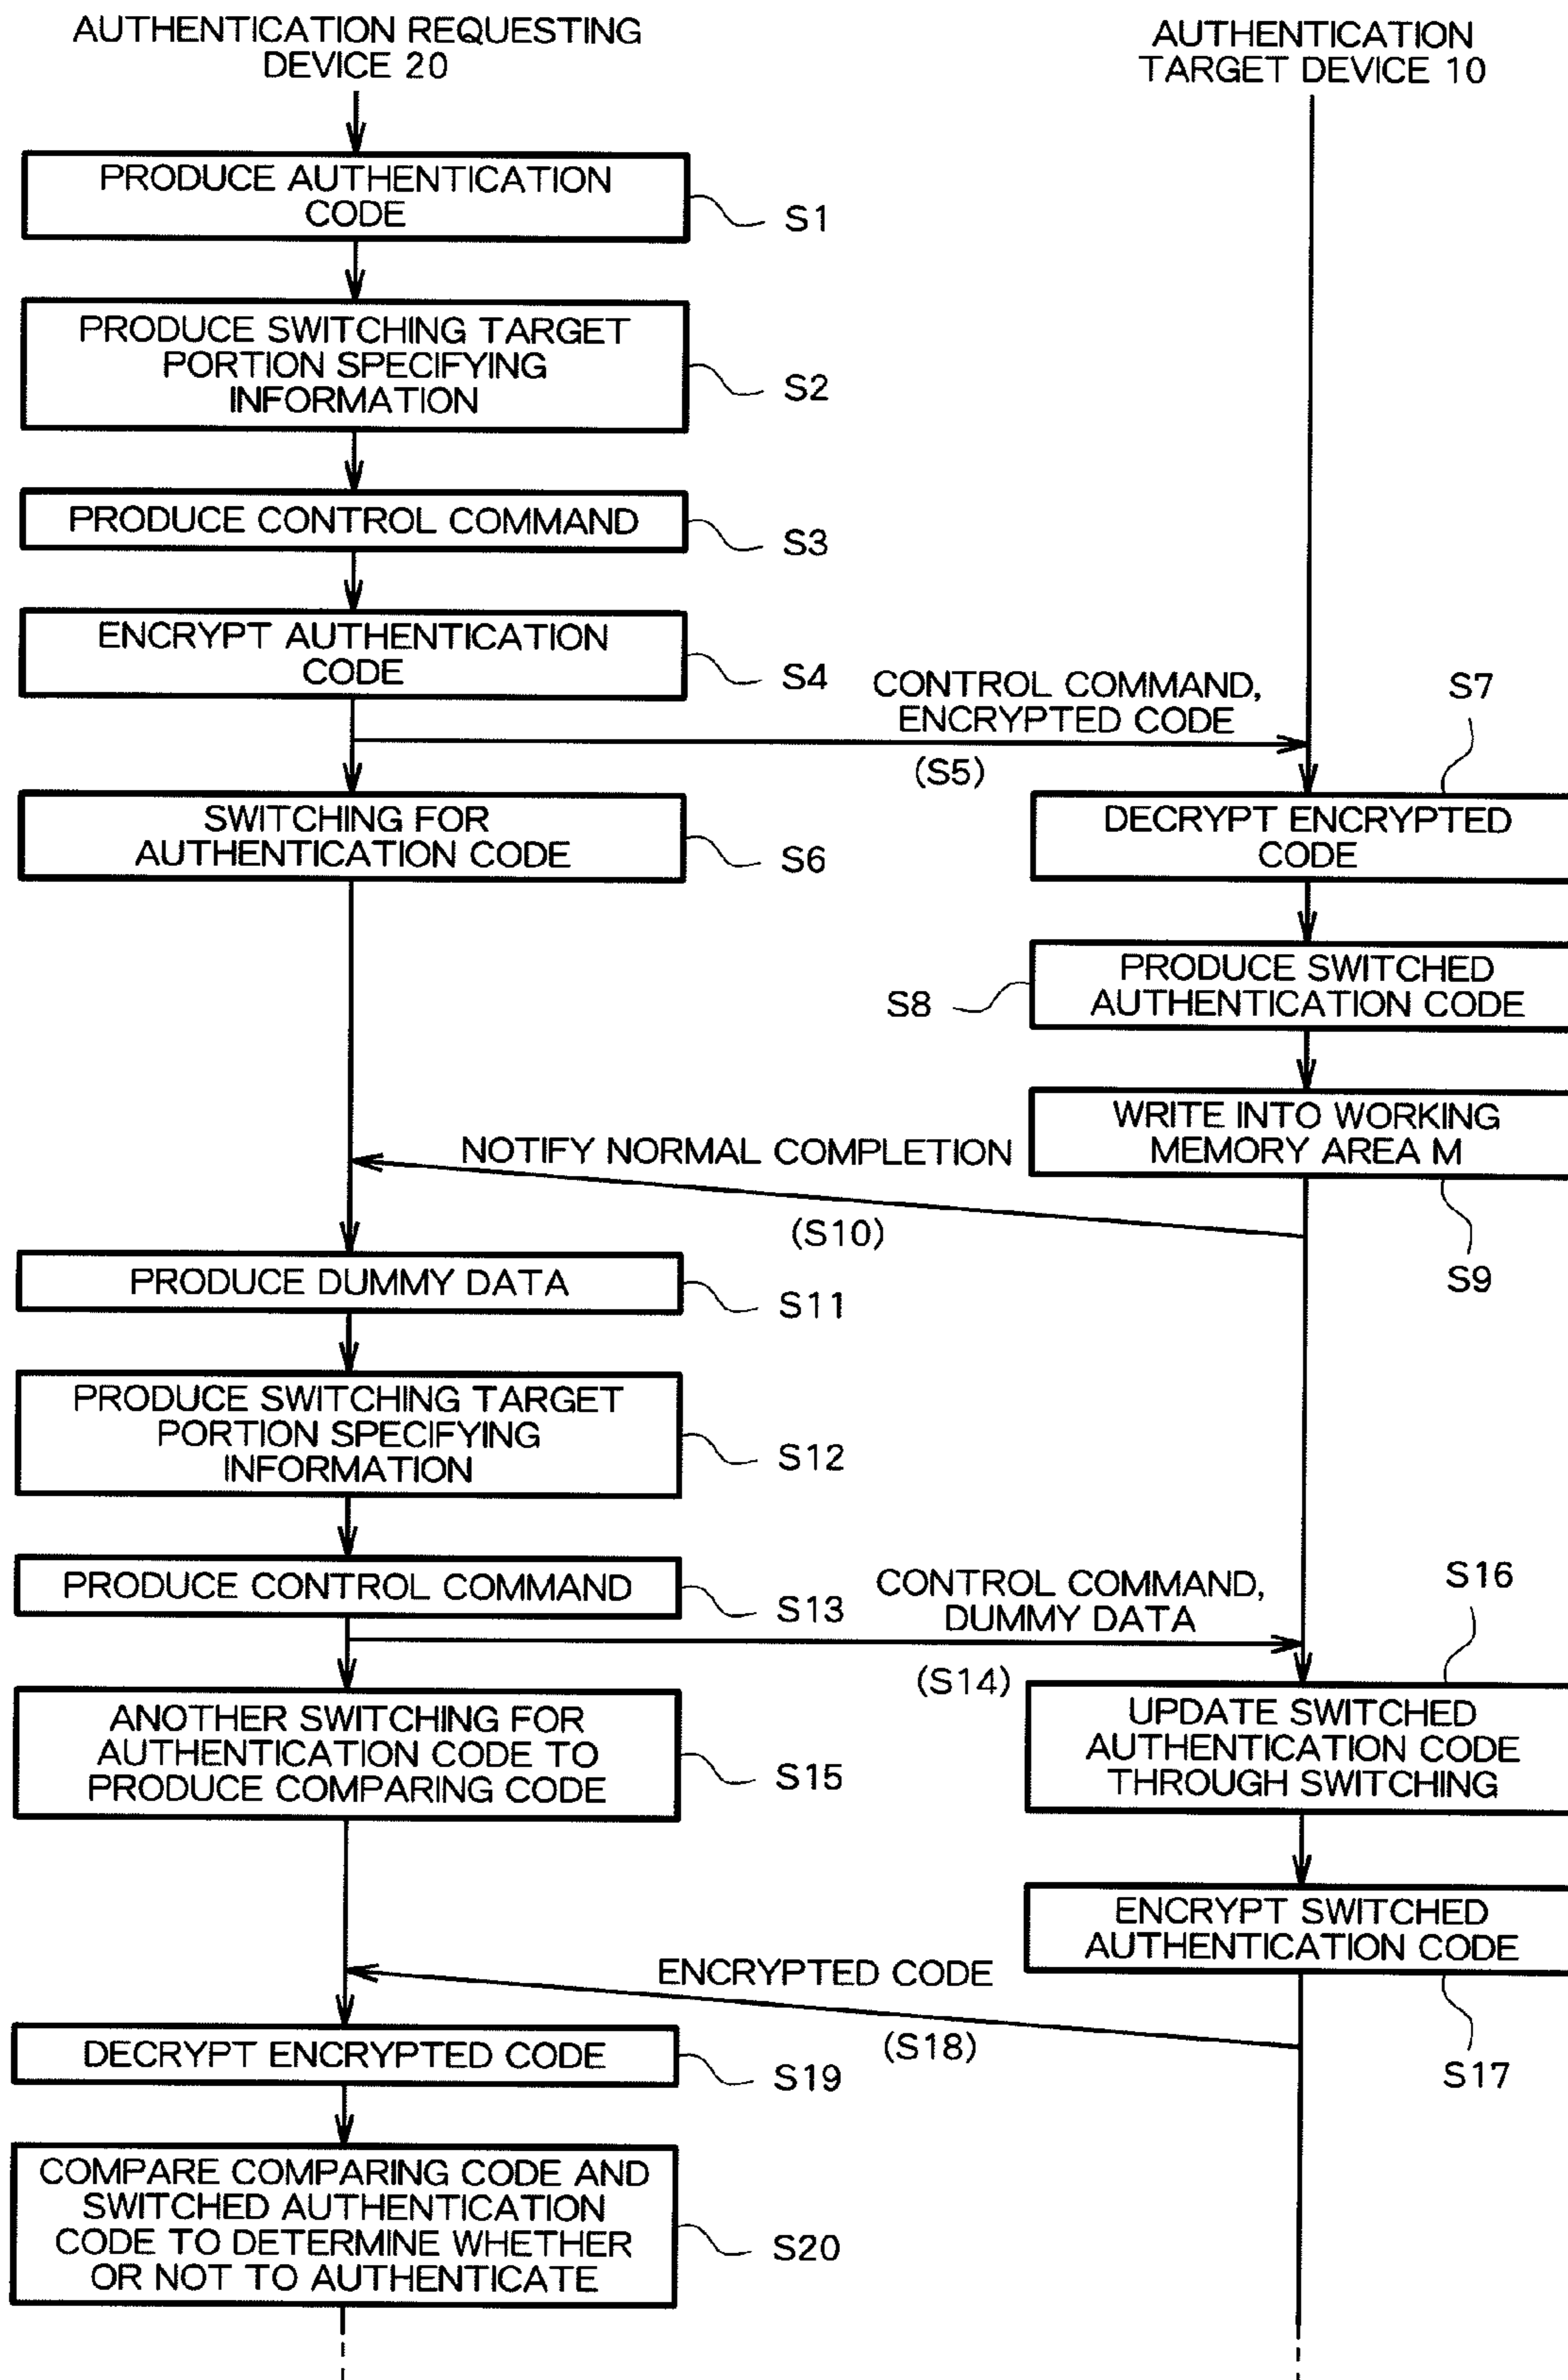 AUTHENTICATION REQUESTING
DEVICE 20
AUTHENTICATION
TARGET DEVICE 10
PRODUCE AUTHENTICATION
CODE
S1
PRODUCE SWITCHING TARGET
PORTION SPECIFYING
INFORMATION
S2
PRODUCE CONTROL COMMAND
S3
ENCRYPT AUTHENTICATION
CODE
S4
CONTROL COMMAND,
ENCRYPTED CODE
(S5)
S7
SWITCHING FOR
AUTHENTICATION CODE
S6
DECRYPT ENCRYPTED
CODE
PRODUCE SWITCHED
AUTHENTICATION CODE
S8
WRITE INTO WORKING
MEMORY AREA M
S9
NOTIFY NORMAL COMPLETION
(S10)
PRODUCE DUMMY DATA
S11
PRODUCE SWITCHING TARGET
PORTION SPECIFYING
INFORMATION
S12
PRODUCE CONTROL COMMAND
S13
CONTROL COMMAND,
DUMMY DATA
(S14)
S16
ANOTHER SWITCHING FOR
AUTHENTICATION CODE TO
PRODUCE COMPARING CODE
S15
UPDATE SWITCHED
AUTHENTICATION CODE
THROUGH SWITCHING
ENCRYPT SWITCHED
AUTHENTICATION CODE
S17
ENCRYPTED CODE
(S18)
DECRYPT ENCRYPTED CODE
S19
COMPARE COMPARING CODE AND
SWITCHED AUTHENTICATION
CODE TO DETERMINE WHETHER
OR NOT TO AUTHENTICATE
S20